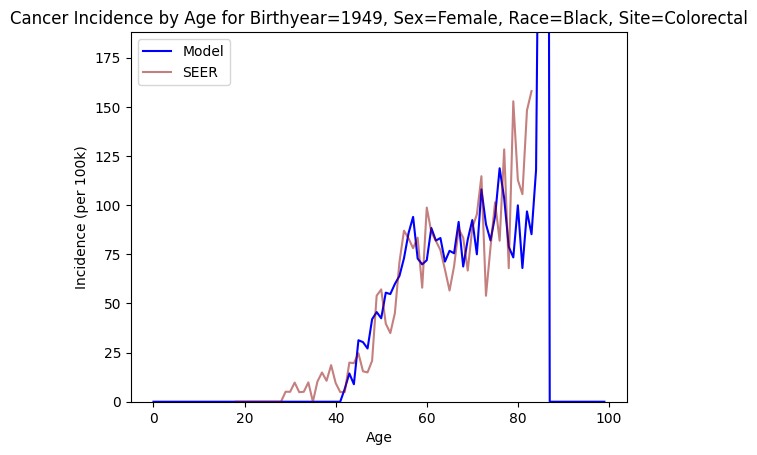 Cancer Incidence by Age for Birthyear=1949, Sex=Female, Race=Black, Site=Colorectal
Model
SEER
175
150
125
100
75
50
25
0
Incidence (per 100k)
0 20 40 60 80 100
Age